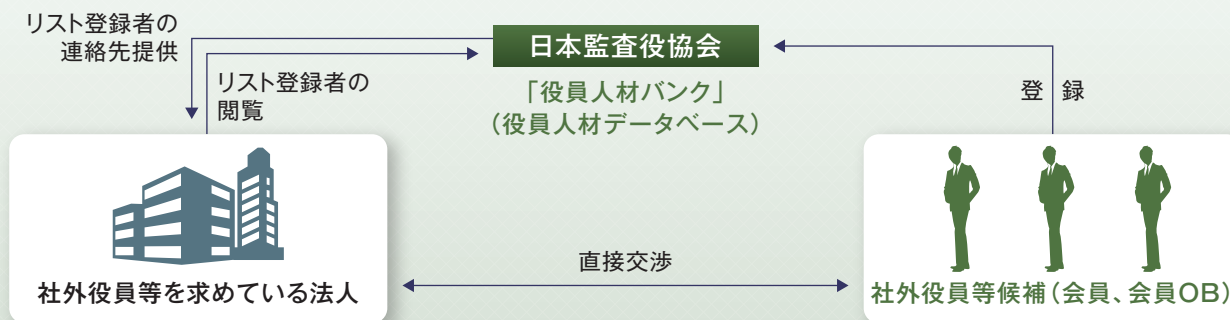 リスト登録者の
連絡先提供
リスト登録者の
閲覧
日本監査役協会
「役員人材バンク」
（役員人材データベース）
登 録
社外役員等を求めている法人
直接交渉
社外役員等候補（会員、会員OB）